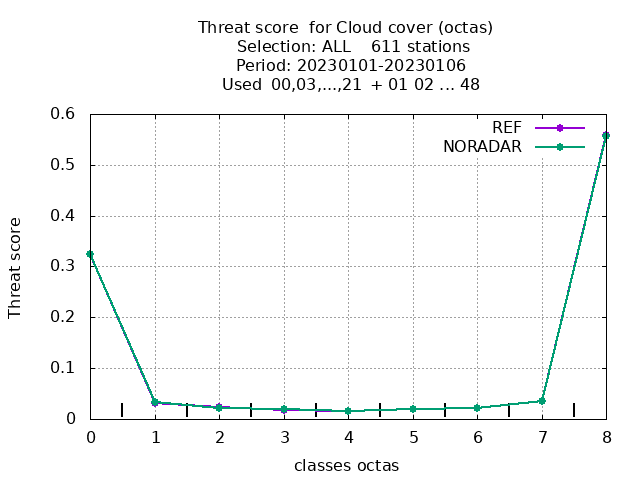 Threat score  for Cloud cover (octas)
Selection: ALL    611 stations
Period: 20230101-20230106
Used  00,03,...,21  + 01 02 ... 48
REF
NORADAR
Threat score
0.6
0.5
0.4
0.3
0.2
0.1
0
0 1 2 3 4 5 6 7 8
classes octas